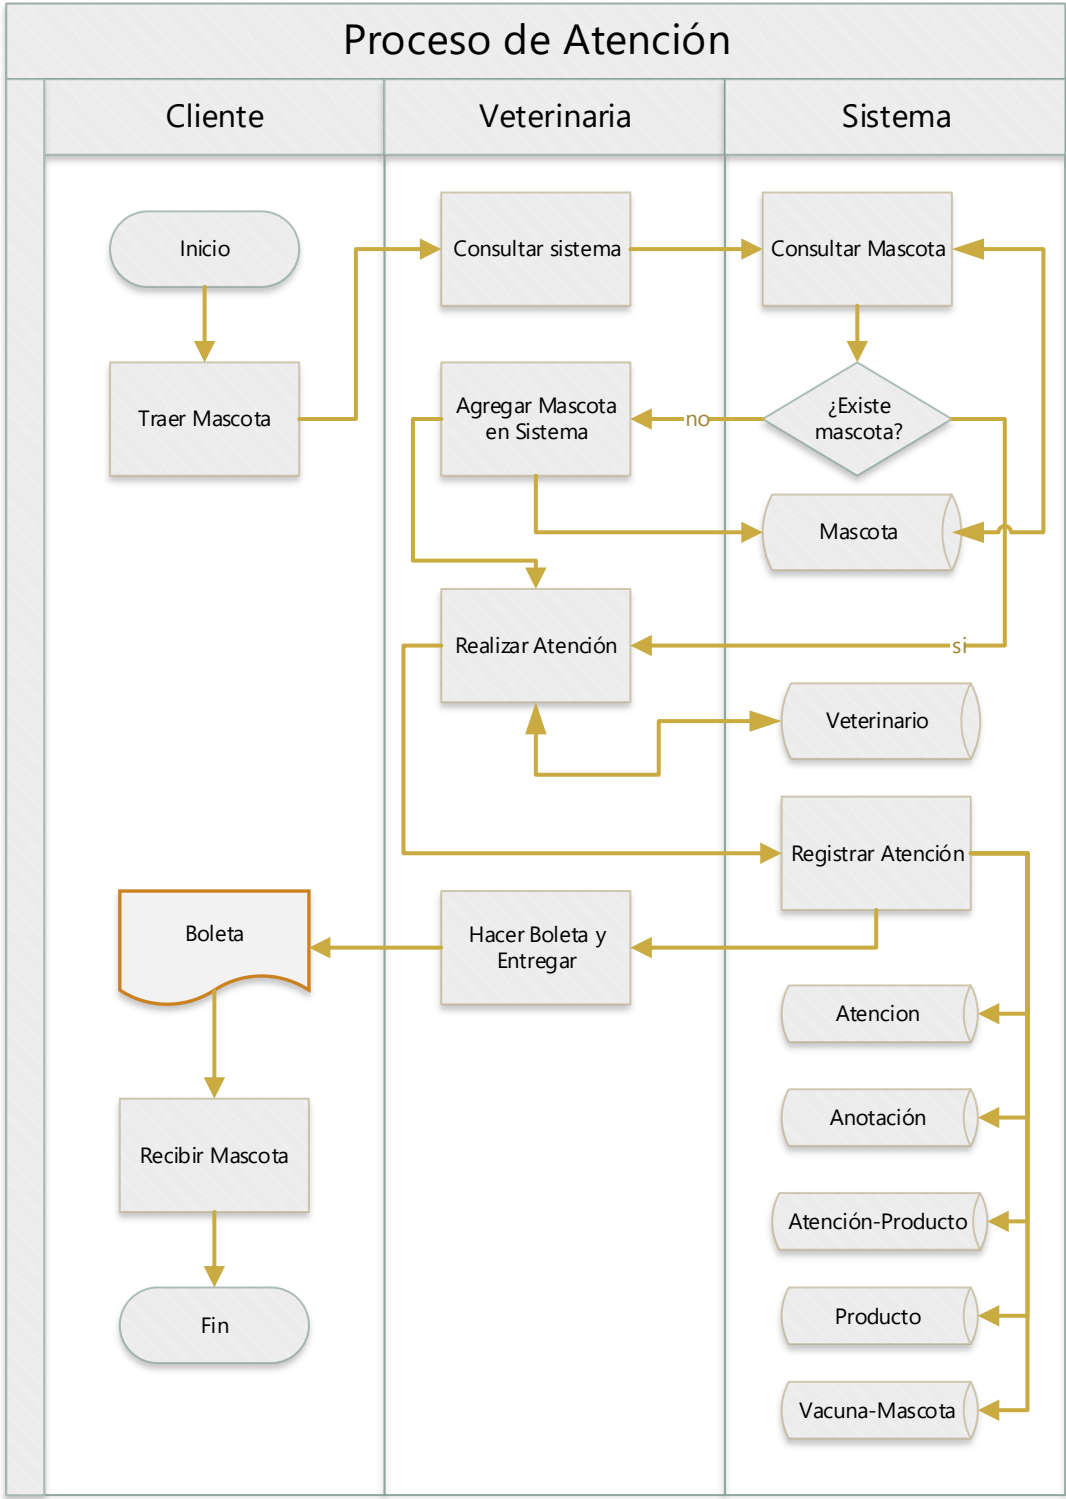 Proceso de Atención
Cliente
Veterinaria
Sistema
Inicio
Consultar sistema
Consultar Mascota
Traer Mascota
Agregar Mascota
en Sistema
no
¿Existe
mascota?
Mascota
Realizar Atención
si
Veterinario
Registrar Atención
Boleta
Hacer Boleta y
Entregar
Atencion
Anotación
Recibir Mascota
Atención-Producto
Fin
Producto
Vacuna-Mascota